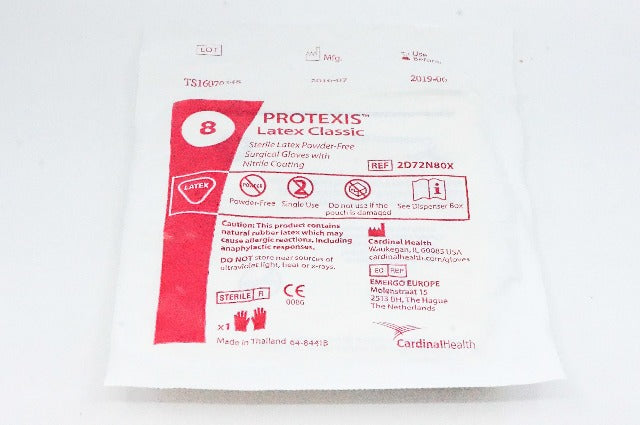 LOT
Mfg.
Use Before
2016-07
2019-06
8
PROTEXIS™
Latex Classic
Sterile Latex Powder-Free
Surgical Gloves with
Nitrile Coating
REF 2D72N80X
LATEX
POWDER
Powder-Free
Single Use
2
Do not use if the
pouch is damaged
i
See Dispenser Box
Caution: This product contains
natural rubber latex which may
cause allergic reactions, including
anaphylactic responses.
DO NOT store near sources of
ultraviolet light, heat or x-rays.
STERILE R
CE
0086
x1
Made in Thailand 64-8441B
Cardinal Health
Waukegan, IL 60085 USA
cardinalhealth.com/gloves
EC REP
EMERGO EUROPE
Molenstraat 15
2513 BH, The Hague
The Netherlands
CardinalHealth